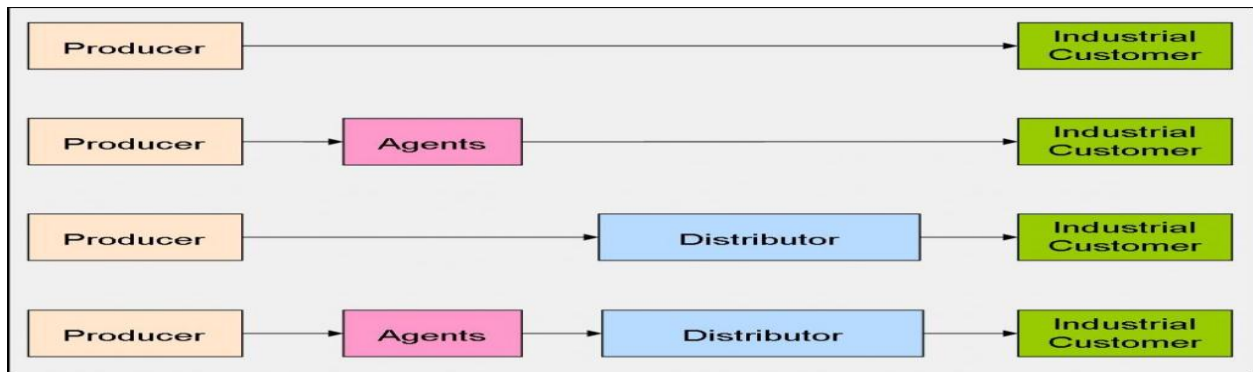 Producer
Industrial
Customer
Producer
Agents
Industrial
Customer
Producer
Distributor
Industrial
Customer
Producer
Agents
Distributor
Industrial
Customer